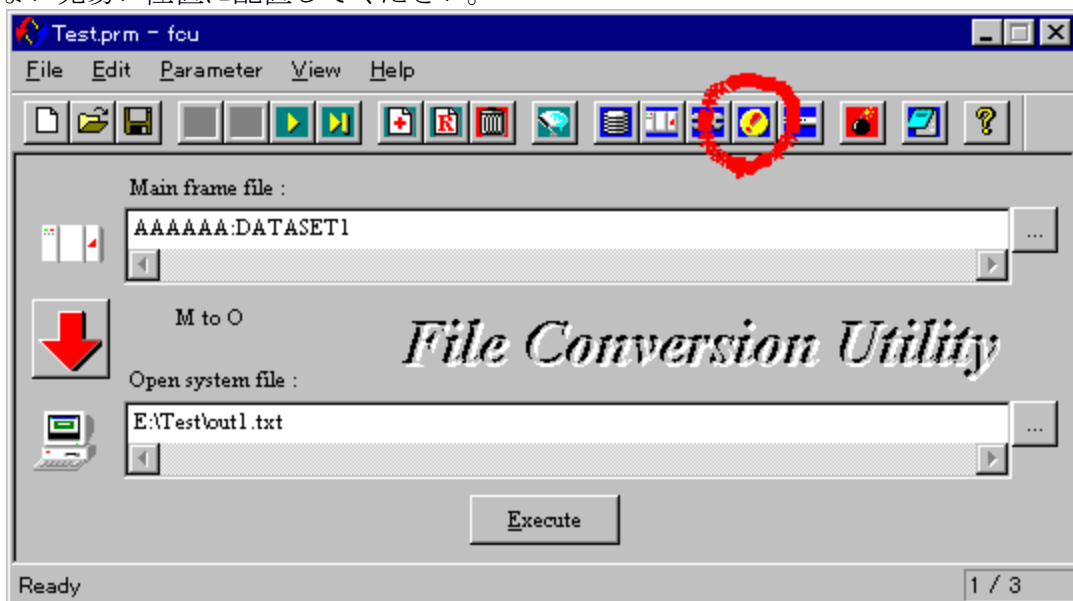 Test.prm - fcu
File Edit Parameter View Help
Main frame file :
AAAAAA:DATASET1
...
M to O
File Conversion Utility
Open system file :
E:\Test\out1.txt
...
Execute
Ready 1 / 3